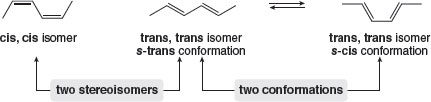 cis, cis isomer
trans, trans isomer
s-trans conformation
trans, trans isomer
s-cis conformation
two stereoisomers
two conformations